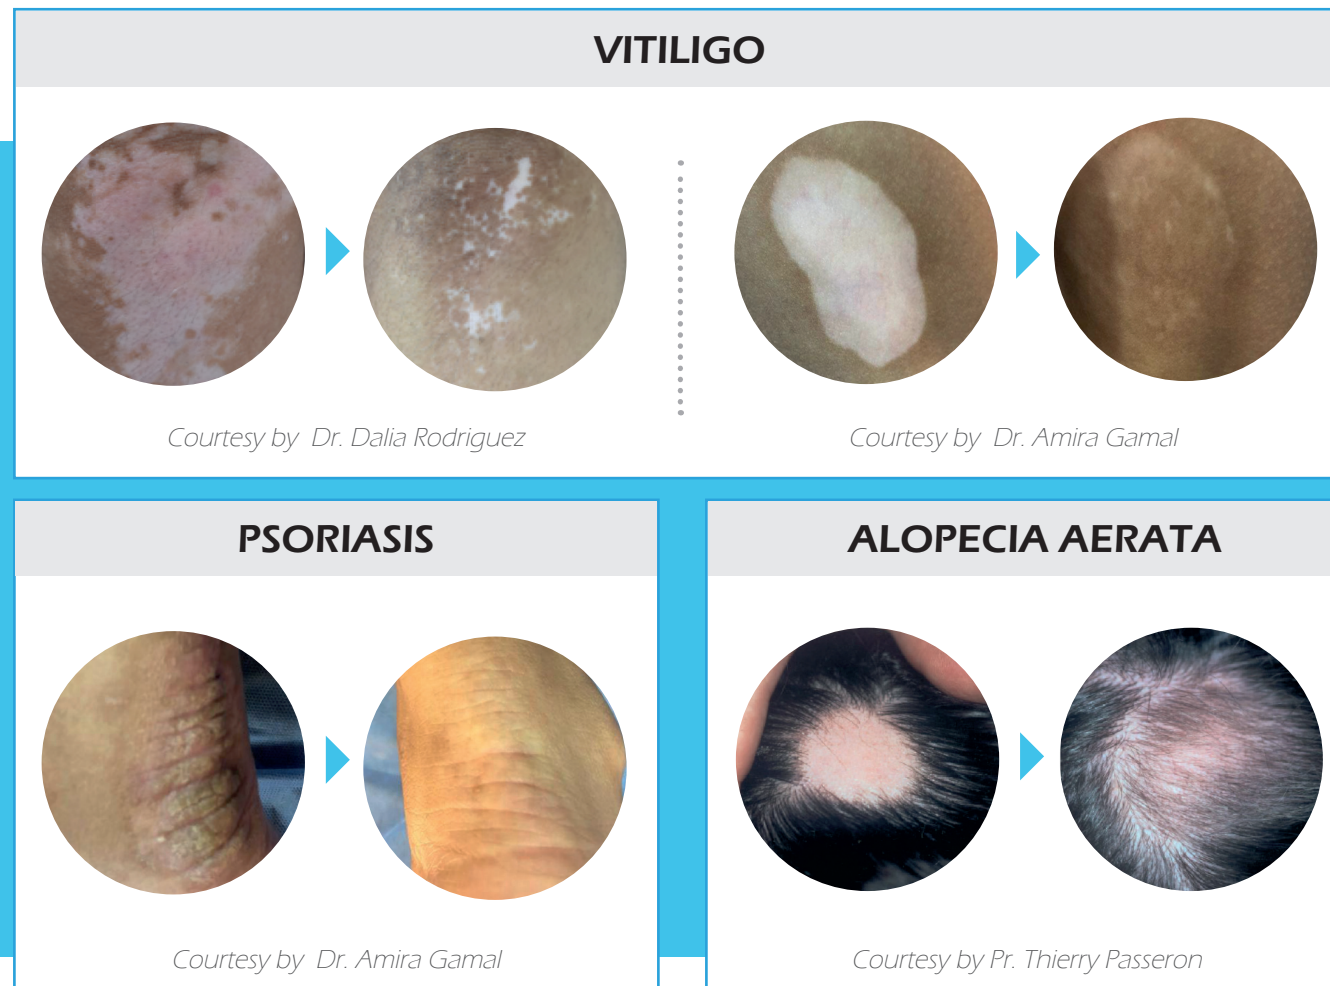 VITILIGO
Courtesy by Dr. Dalia Rodriguez
Courtesy by Dr. Amira Gamal
PSORIASIS
ALOPECIA AERATA
Courtesy by Dr. Amira Gamal
Courtesy by Pr. Thierry Passeron